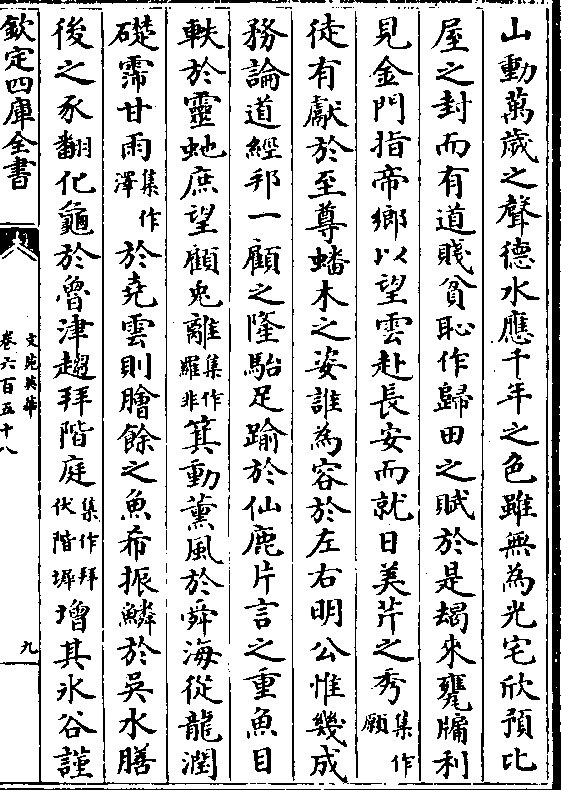 山動萬歲之聲德水應千年之色雖無為光宅欣預比
屋之封而有道賤貧恥作歸田之賦於是朅來甕牖利
見金門指帝鄉以望雲赴長安而就日美芹之秀集作願
徒有獻於至尊蟠木之姿誰為容於左右明公惟幾成
務論道經邦一顧之隆駘足踰於仙鹿片言之重魚目
軼於靈虵庶望顧兔離集作羅非箕動薰風於舜海從龍潤
礎霈甘雨集作澤於堯雲則膾餘之魚希振鱗於吳水膳
後之豕翻化龜於魯津趨拜階庭集作拜伏階墀增其氷谷謹
欽定四庫全書
文苑英華
卷六百五十八
九